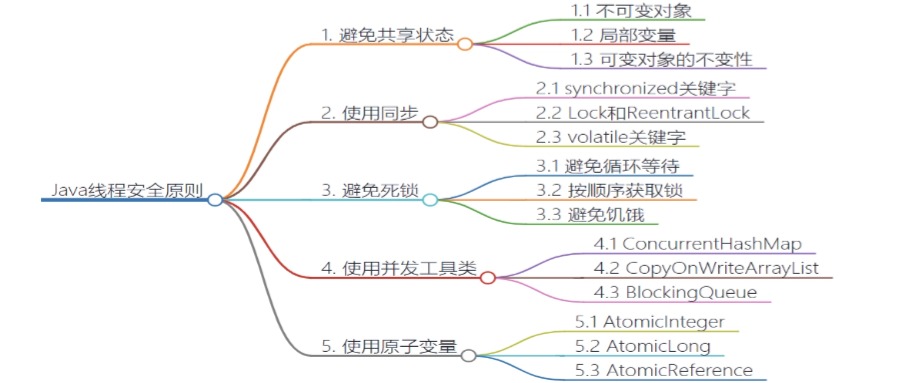 Java线程安全原则
1. 避免共享状态
1.1 不可变对象
1.2 局部变量
1.3 可变对象的不变性
2. 使用同步
2.1 synchronized关键字
2.2 Lock和ReentrantLock
2.3 volatile关键字
3. 避免死锁
3.1 避免循环等待
3.2 按顺序获取锁
3.3 避免饥饿
4. 使用并发工具类
4.1 ConcurrentHashMap
4.2 CopyOnWriteArrayList
4.3 BlockingQueue
5. 使用原子变量
5.1 AtomicInteger
5.2 AtomicLong
5.3 AtomicReference